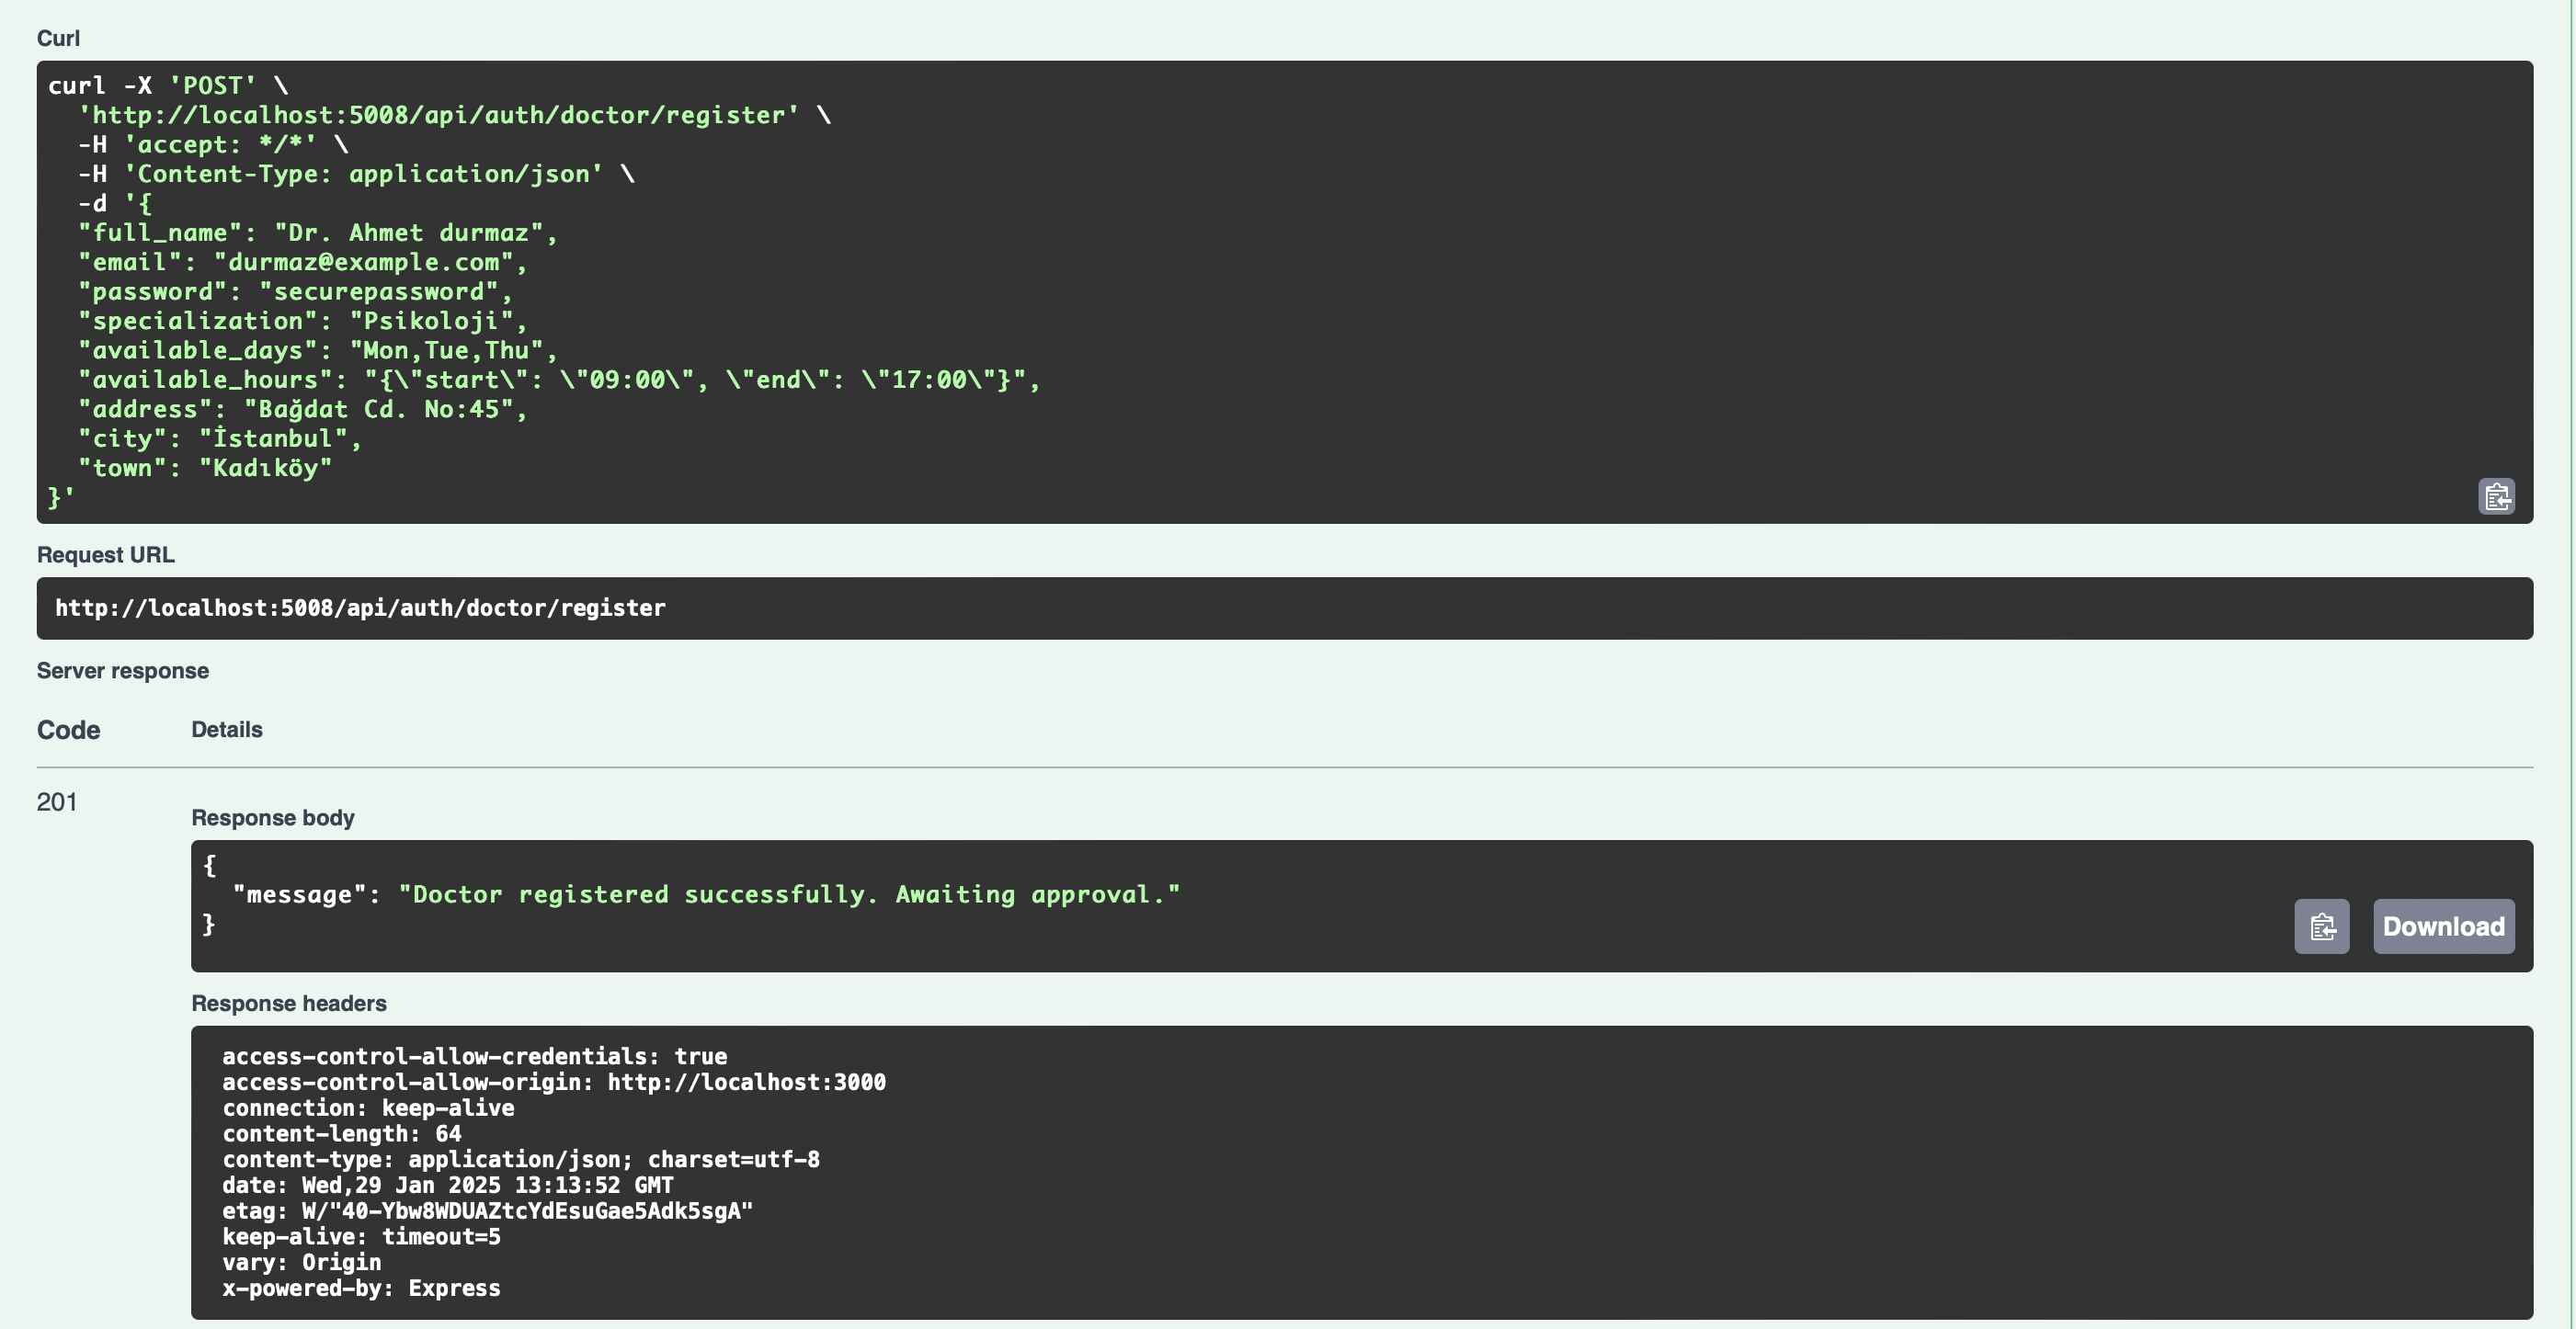 Curl
curl -X 'POST' \
  'http://localhost:5008/api/auth/doctor/register' \
  -H 'accept: */*' \
  -H 'Content-Type: application/json' \
  -d '{
  "full_name": "Dr. Ahmet durmaz",
  "email": "durmaz@example.com",
  "password": "securepassword",
  "specialization": "Psikoloji",
  "available_days": "Mon,Tue,Thu",
  "available_hours": "{\"start\": \"09:00\", \"end\": \"17:00\"}",
  "address": "Bağdat Cd. No:45",
  "city": "İstanbul",
  "town": "Kadıköy"
}'
Request URL
http://localhost:5008/api/auth/doctor/register
Server response
Code Details
201
Response body
{
  "message": "Doctor registered successfully. Awaiting approval."
}
Download
Response headers
access-control-allow-credentials: true
access-control-allow-origin: http://localhost:3000
connection: keep-alive
content-length: 64
content-type: application/json; charset=utf-8
date: Wed,29 Jan 2025 13:13:52 GMT
etag: W/"40-Ybw8WDUAZtcYdEsuGae5Adk5sgA"
keep-alive: timeout=5
vary: Origin
x-powered-by: Express